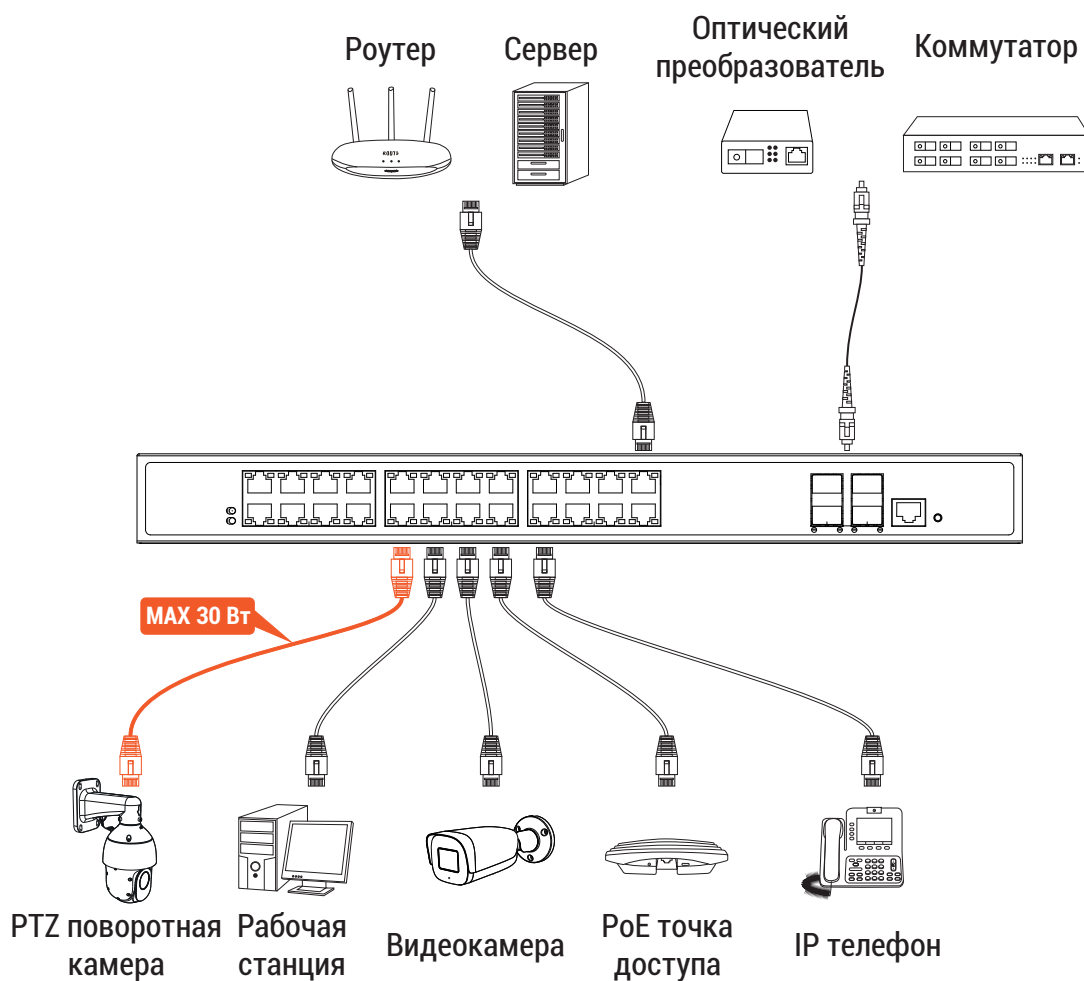 Роутер
Сервер
Оптический
преобразователь
Коммутатор
MAX 30 Вт
PTZ поворотная
камера
Рабочая
станция
Видеокамера
PoE точка
доступа
IP телефон